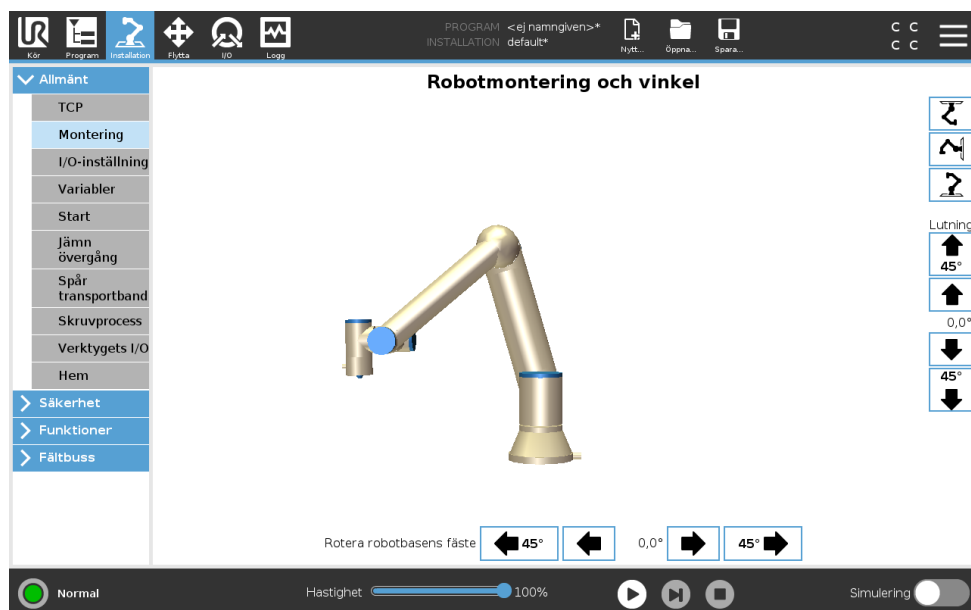 UR
PROGRAM <ej namngiven>*
INSTALLATION default*
Kör Program Installation Flytta I/O Logg
Nytt... Öppna... Spara...
C C
C C
Allmänt
TCP
Montering
I/O-inställning
Variabler
Start
Jämn
övergång
Spår
transportband
Skruvprocess
Verktygets I/O
Hem
Säkerhet
Funktioner
Fältbuss
Robotmontering och vinkel
Lutning
45°
0,0°
45°
Rotera robotbasens fäste 45° 0,0° 45°
Normal
Hastighet 100%
Simulering